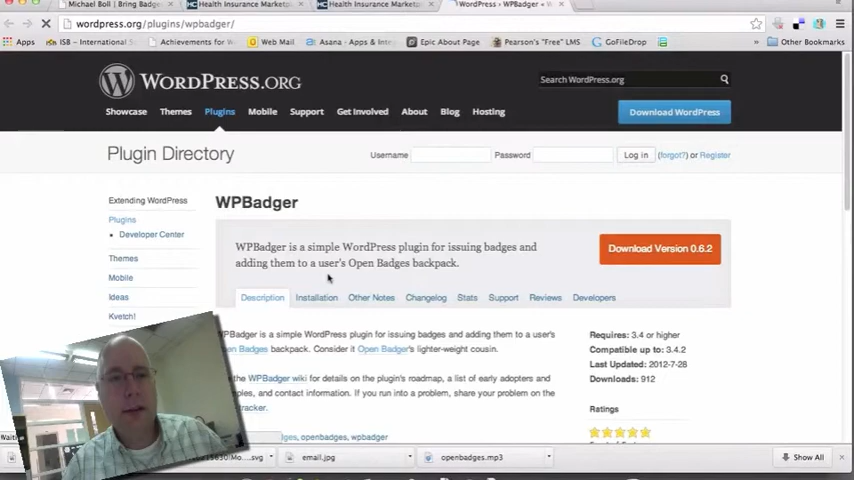 Michael Boll | Bring Badge
Health Insurance Marketpl
Health Insurance Marketplac
WordPress › WPBadger « W
wordpress.org/plugins/wpbadger/
Apps
ISB - International S
Achievements for W
Web Mail
Asana - Apps & Inte
Epic About Page
Pearson's "Free" LMS
GoFileDrop
Other Bookmarks
WORDPRESS.ORG
Search WordPress.org
Showcase Themes Plugins Mobile Support Get Involved About Blog Hosting
Download WordPress
Plugin Directory
Username Password Log in (forgot?) or Register
Extending WordPress
Plugins
• Developer Center
Themes
Mobile
Ideas
Kvetch!
WPBadger
WPBadger is a simple WordPress plugin for issuing badges and
adding them to a user's Open Badges backpack.
Download Version 0.6.2
Description Installation Other Notes Changelog Stats Support Reviews Developers
WPBadger is a simple WordPress plugin for issuing badges and adding them to a user's
en Badges backpack. Consider it Open Badger's lighter-weight cousin.
the WPBadger wiki for details on the plugin's roadmap, a list of early adopters and
ples, and contact information. If you run into a problem, share your problem on the
tracker.
ges, openbadges, wpbadger
Requires: 3.4 or higher
Compatible up to: 3.4.2
Last Updated: 2012-7-28
Downloads: 912
Ratings
Waiti
email.jpg
openbadges.mp3
Show All